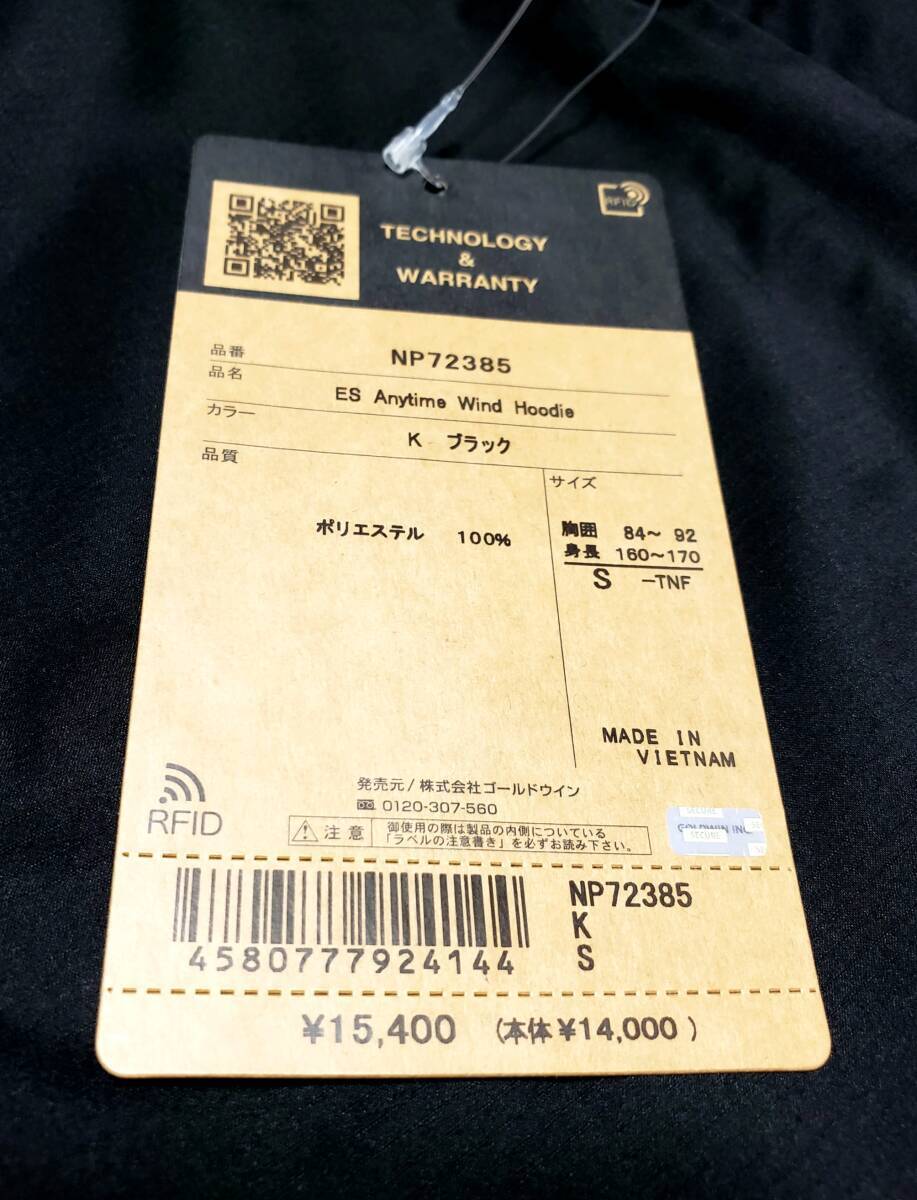 RFID
TECHNOLOGY
&
WARRANTY
品番 NP72385
品名 ES Anytime Wind Hoodie
カラー K ブラック
品質 ポリエステル 100%
サイズ
胸囲 84～ 92
身長 160～170
S -TNF
MADE IN
VIETNAM
RFID
発売元/株式会社ゴールドウイン
0120-307-560
注意
御使用の際は製品の内側についている
「ラベルの注意書き」を必ずお読み下さい。
SECURE
GOLDWIN INC
SECURE
4580777924144
NP72385
K
S
¥15,400 (本体 ¥14,000 )